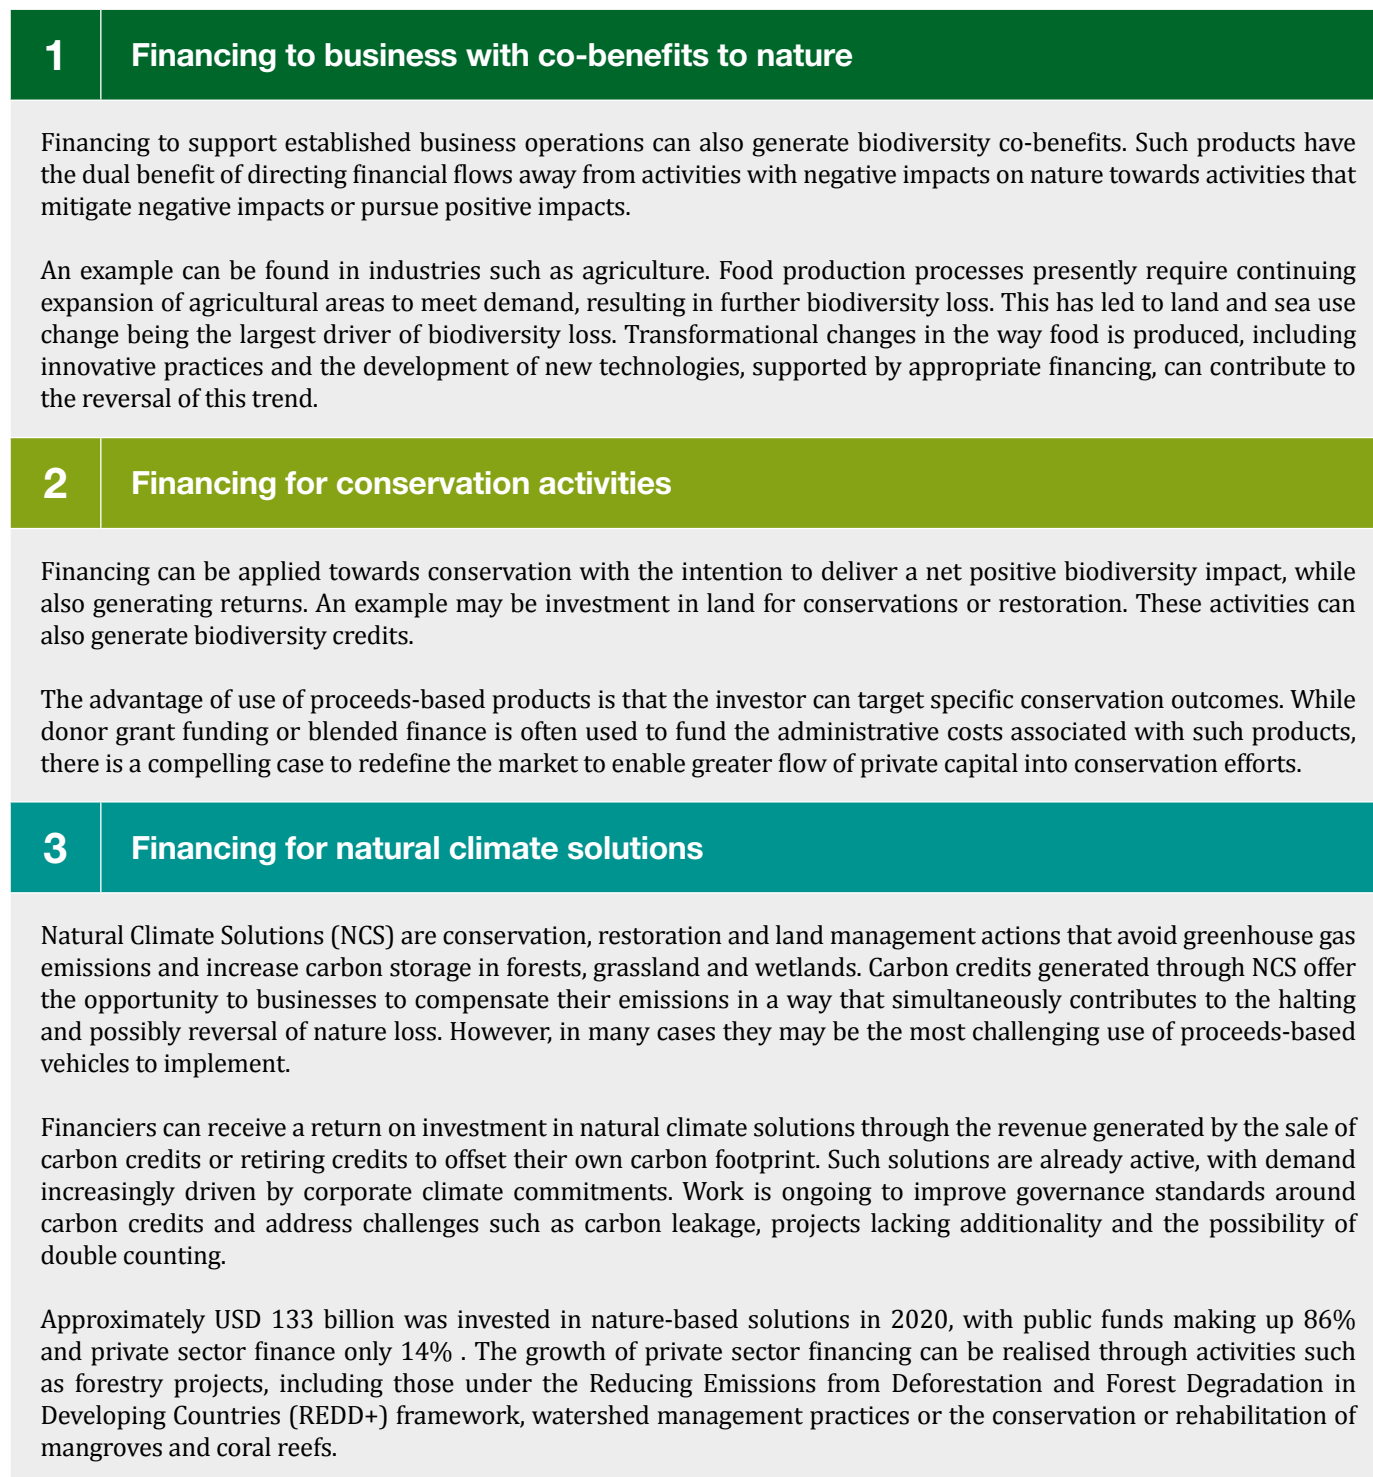 1 Financing to business with co-benefits to nature
Financing to support established business operations can also generate biodiversity co-benefits. Such products have
the dual benefit of directing financial flows away from activities with negative impacts on nature towards activities that
mitigate negative impacts or pursue positive impacts.
An example can be found in industries such as agriculture. Food production processes presently require continuing
expansion of agricultural areas to meet demand, resulting in further biodiversity loss. This has led to land and sea use
change being the largest driver of biodiversity loss. Transformational changes in the way food is produced, including
innovative practices and the development of new technologies, supported by appropriate financing, can contribute to
the reversal of this trend.
2 Financing for conservation activities
Financing can be applied towards conservation with the intention to deliver a net positive biodiversity impact, while
also generating returns. An example may be investment in land for conservations or restoration. These activities can
also generate biodiversity credits.
The advantage of use of proceeds-based products is that the investor can target specific conservation outcomes. While
donor grant funding or blended finance is often used to fund the administrative costs associated with such products,
there is a compelling case to redefine the market to enable greater flow of private capital into conservation efforts.
3 Financing for natural climate solutions
Natural Climate Solutions (NCS) are conservation, restoration and land management actions that avoid greenhouse gas
emissions and increase carbon storage in forests, grassland and wetlands. Carbon credits generated through NCS offer
the opportunity to businesses to compensate their emissions in a way that simultaneously contributes to the halting
and possibly reversal of nature loss. However, in many cases they may be the most challenging use of proceeds-based
vehicles to implement.
Financiers can receive a return on investment in natural climate solutions through the revenue generated by the sale of
carbon credits or retiring credits to offset their own carbon footprint. Such solutions are already active, with demand
increasingly driven by corporate climate commitments. Work is ongoing to improve governance standards around
carbon credits and address challenges such as carbon leakage, projects lacking additionality and the possibility of
double counting.
Approximately USD 133 billion was invested in nature-based solutions in 2020, with public funds making up 86%
and private sector finance only 14% . The growth of private sector financing can be realised through activities such
as forestry projects, including those under the Reducing Emissions from Deforestation and Forest Degradation in
Developing Countries (REDD+) framework, watershed management practices or the conservation or rehabilitation of
mangroves and coral reefs.